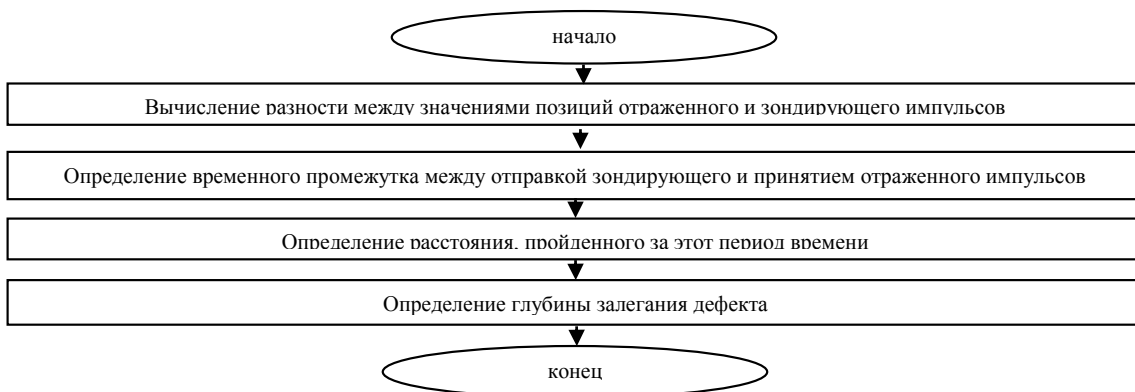 начало
Вычисление разности между значениями позиций отраженного и зондирующего импульсов
Определение временного промежутка между отправкой зондирующего и принятием отраженного импульсов
Определение расстояния, пройденного за этот период времени
Определение глубины залегания дефекта
конец